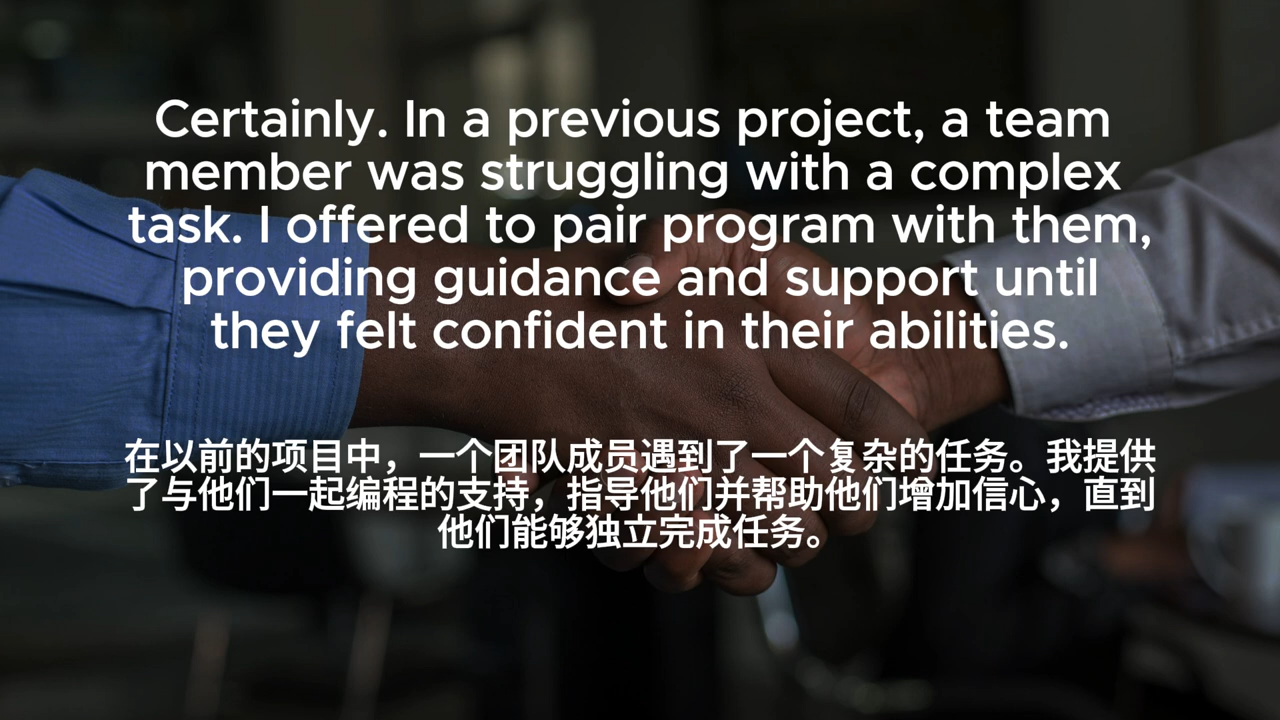 Certainly. In a previous project, a team
member was struggling with a complex
task. I offered to pair program with them,
providing guidance and support until
they felt confident in their abilities.
在以前的项目中，一个团队成员遇到了一个复杂的任务。我提供
了与他们一起编程的支持，指导他们并帮助他们增加信心，直到
他们能够独立完成任务。